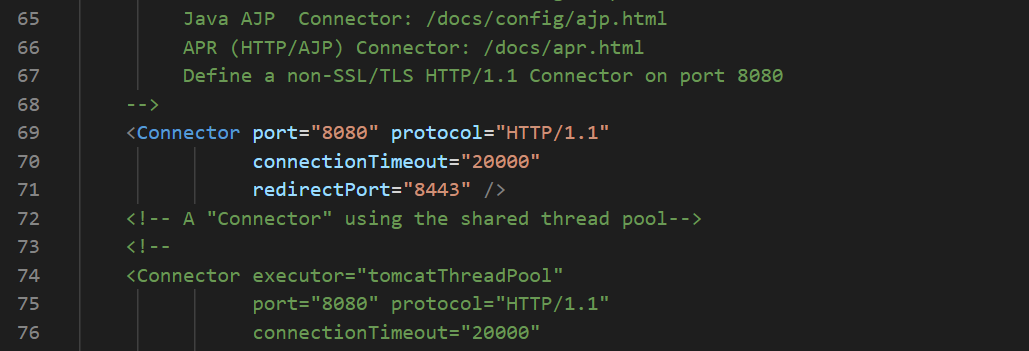 65 Java AJP  Connector: /docs/config/ajp.html
66 APR (HTTP/AJP) Connector: /docs/apr.html
67 Define a non-SSL/TLS HTTP/1.1 Connector on port 8080
68 -->
69 <Connector port="8080" protocol="HTTP/1.1"
70 connectionTimeout="20000"
71 redirectPort="8443" />
72 <!-- A "Connector" using the shared thread pool-->
73 <!--
74 <Connector executor="tomcatThreadPool"
75 port="8080" protocol="HTTP/1.1"
76 connectionTimeout="20000"